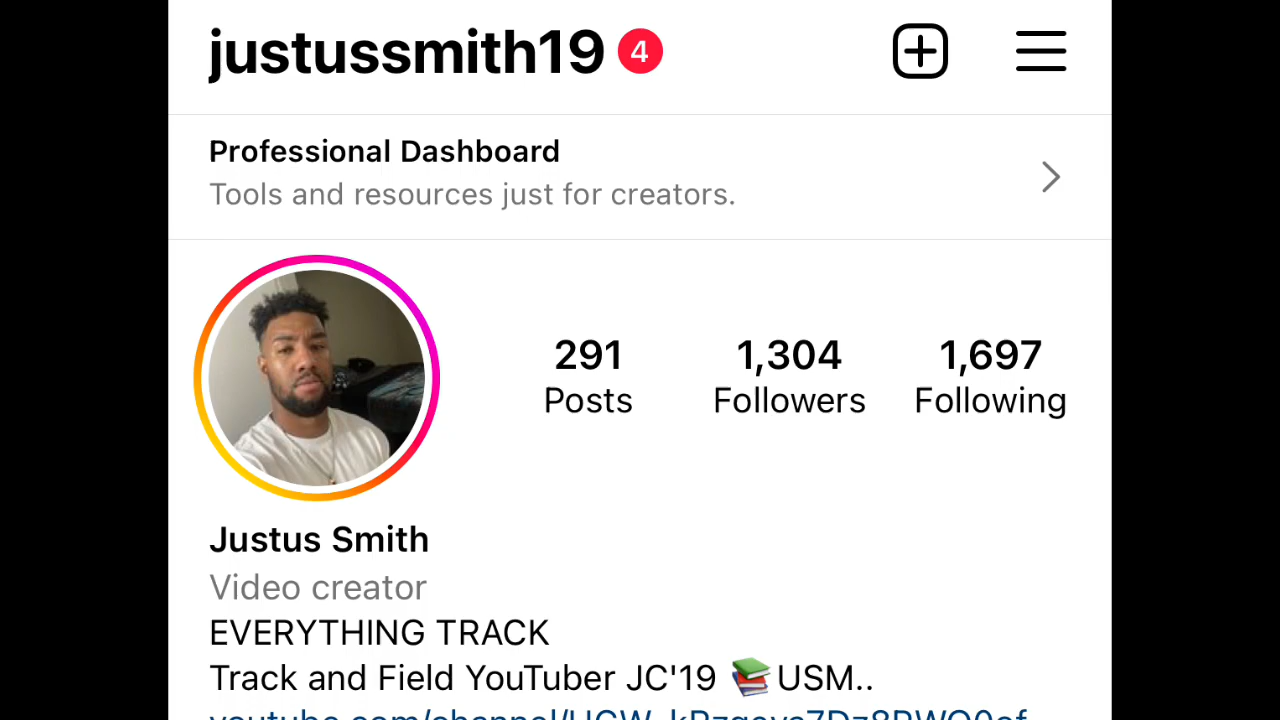 justussmith19 4
Professional Dashboard
Tools and resources just for creators.
291 1,304 1,697
Posts Followers Following
Justus Smith
Video creator
EVERYTHING TRACK
Track and Field YouTuber JC'19 📚USM..